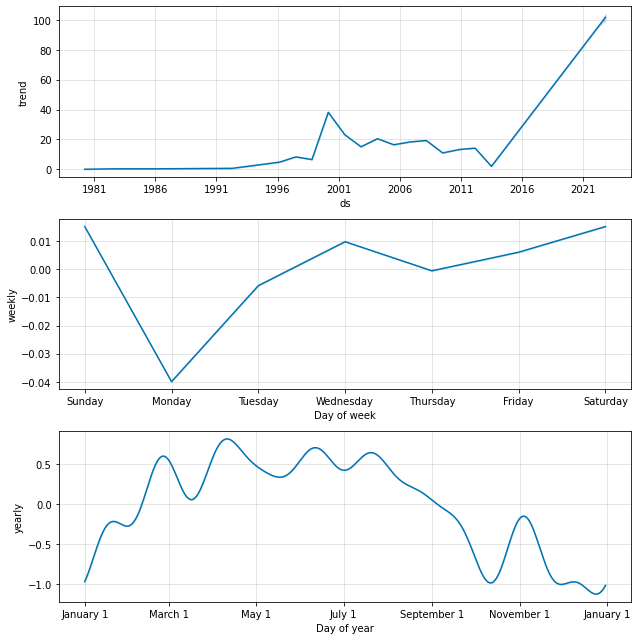 100
80
60
40
20
0
trend
1981 1986 1991 1996 2001 2006 2011 2016 2021
ds
0.01
0.00
−0.01
−0.02
−0.03
−0.04
weekly
Sunday Monday Tuesday Wednesday Thursday Friday Saturday
Day of week
0.5
0.0
−0.5
−1.0
yearly
January 1 March 1 May 1 July 1 September 1 November 1 January 1
Day of year